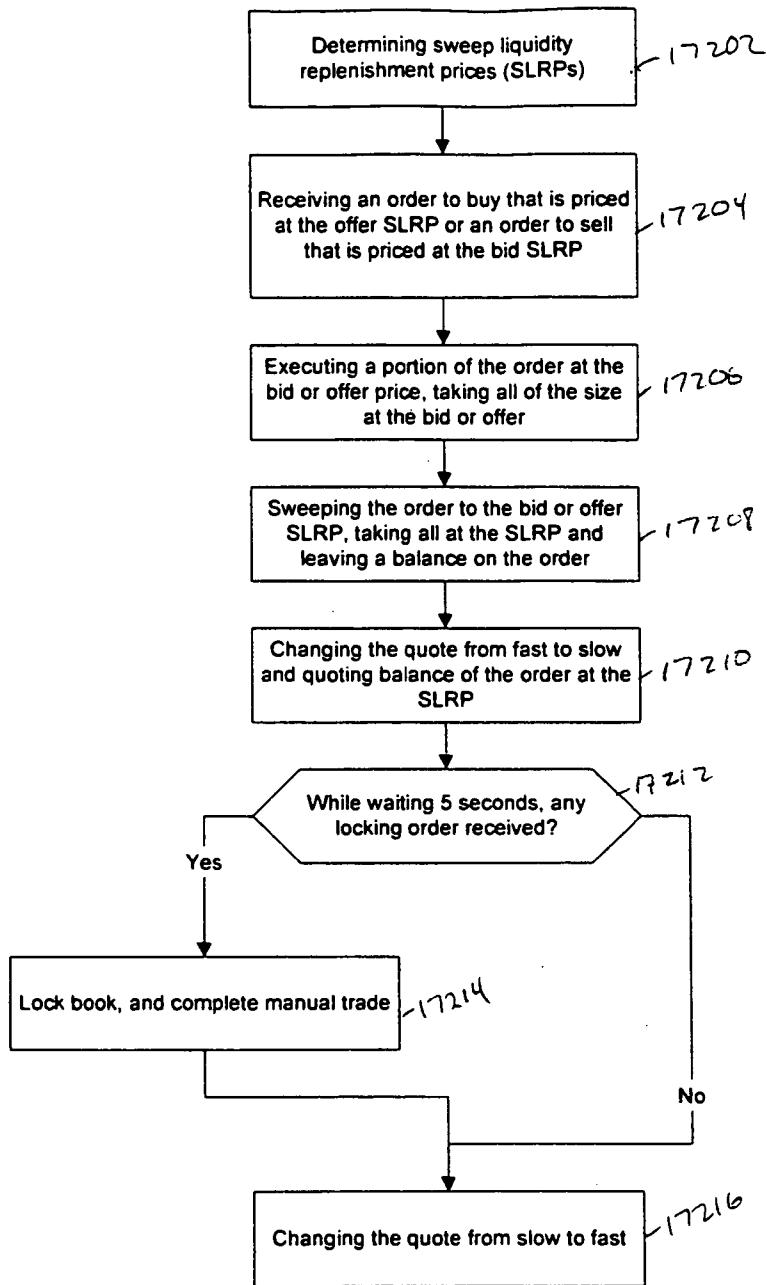 Determining sweep liquidity
replenishment prices (SLRPs)
17202
Receiving an order to buy that is priced
at the offer SLRP or an order to sell
that is priced at the bid SLRP
17204
Executing a portion of the order at the
bid or offer price, taking all of the size
at the bid or offer
17206
Sweeping the order to the bid or offer
SLRP, taking all at the SLRP and
leaving a balance on the order
17208
Changing the quote from fast to slow
and quoting balance of the order at the
SLRP
17210
While waiting 5 seconds, any
locking order received?
17212
Yes
Lock book, and complete manual trade
17214
No
Changing the quote from slow to fast
17216